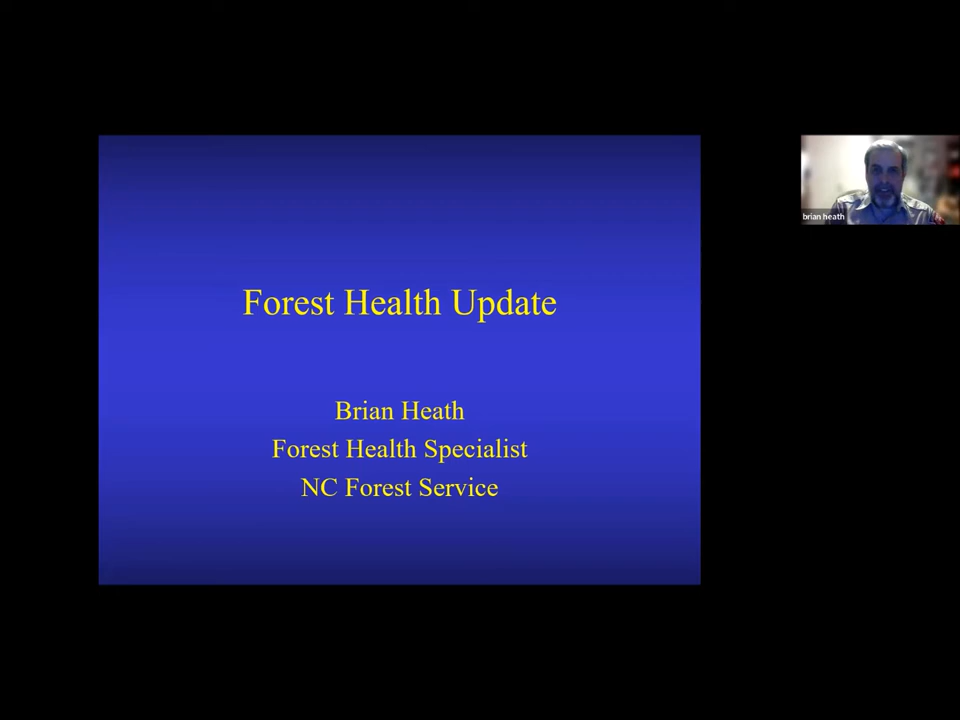 Forest Health Update
Brian Heath
Forest Health Specialist
NC Forest Service
brian heath